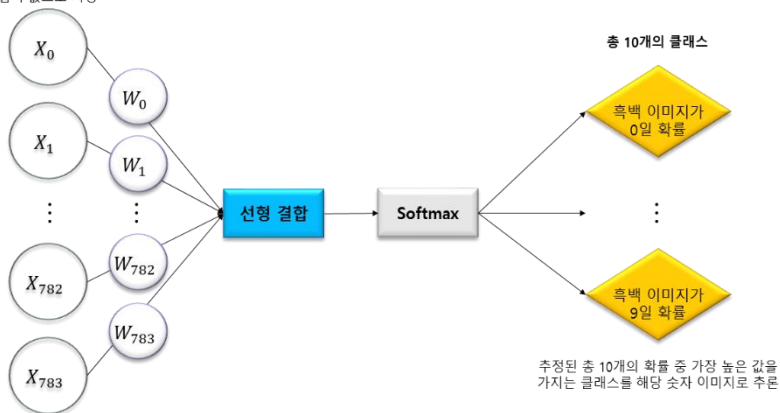 X₀
W₀
X₁
W₁
⋮
⋮
X₇₈₂
W₇₈₂
X₇₈₃
W₇₈₃
선형 결합
Softmax
총 10개의 클래스
흑백 이미지가
0일 확률
⋮
흑백 이미지가
9일 확률
추정된 총 10개의 확률 중 가장 높은 값을
가지는 클래스를 해당 숫자 이미지로 추론